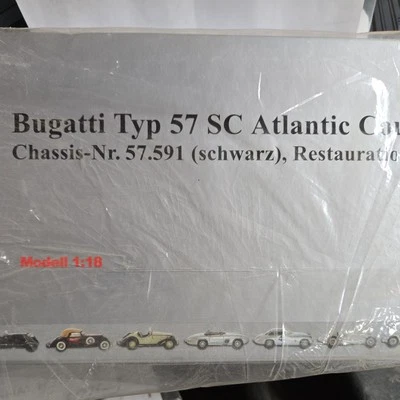 Bugatti Typ 57 SC Atlantic
Chassis-Nr. 57.591 (schwarz),
Modell 1:18